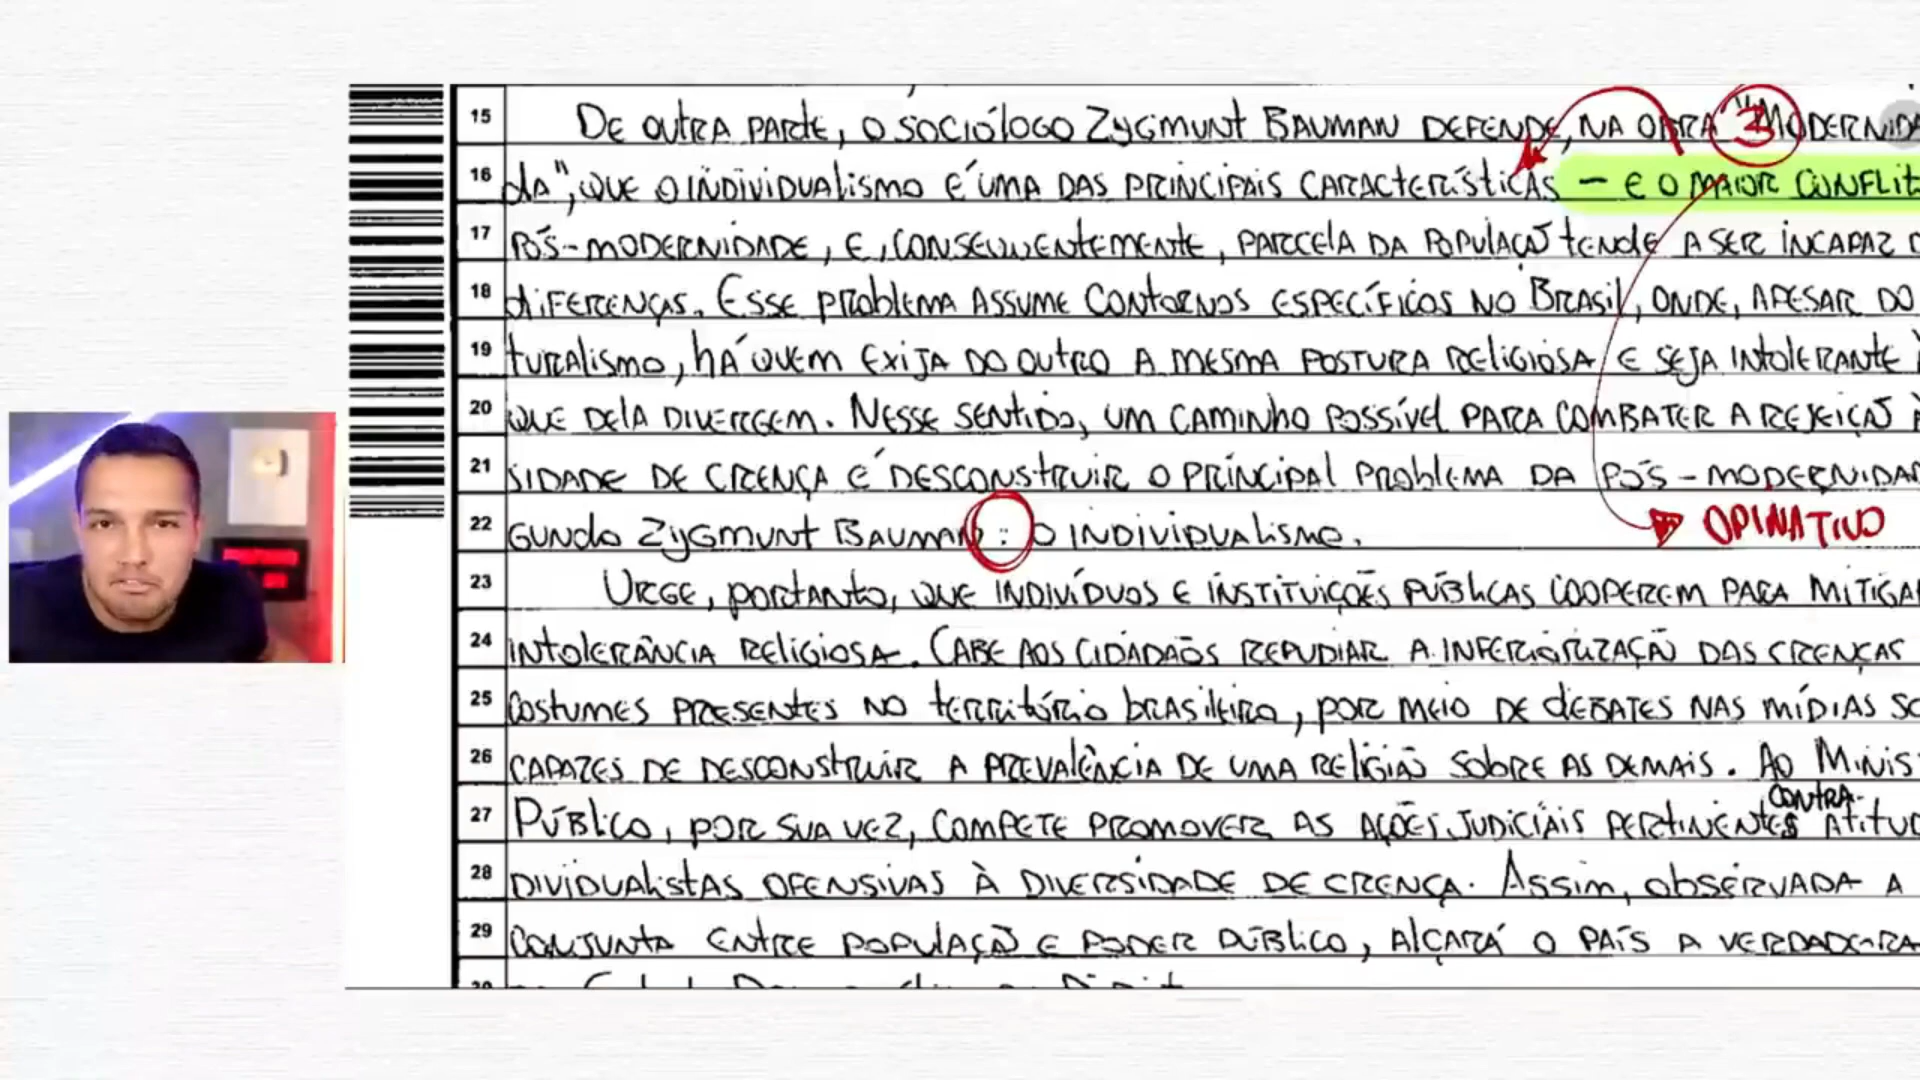 15 De outra parte, o sociólogo Zygmunt Bauman defende, na obra "Modernida
16 da", que o individualismo é uma das principais características – e o maior conflit
17 pós-modernidade, e, consequentemente, parcela da população tende a ser incapaz d
18 diferenças. Esse problema assume contornos específicos no Brasil, onde, apesar do
19 turalismo, há quem exija do outro a mesma postura religiosa e seja intolerante à
20 que dela divergem. Nesse sentido, um caminho possível para combater a rejeição à
21 sidade de crença é desconstruir o principal problema da pós-modernidad
22 gundo Zygmunt Bauman: o individualismo.
23 Urge, portanto, que indivíduos e instituições públicas cooperem para mitigar
24 intolerância religiosa. Cabe aos cidadãos repudiar a inferiorização das crenças
25 costumes presentes no território brasileiro, por meio de debates nas mídias so
26 capazes de desconstruir a prevalência de uma religião sobre as demais. Ao Minis
27 Público, por sua vez, compete promover as ações judiciais pertinentes contra atitud
28 dividualistas ofensivas à diversidade de crença. Assim, observada a
29 conjunta entre população e poder público, alçará o país a verdadeira
3
OPINATIVO